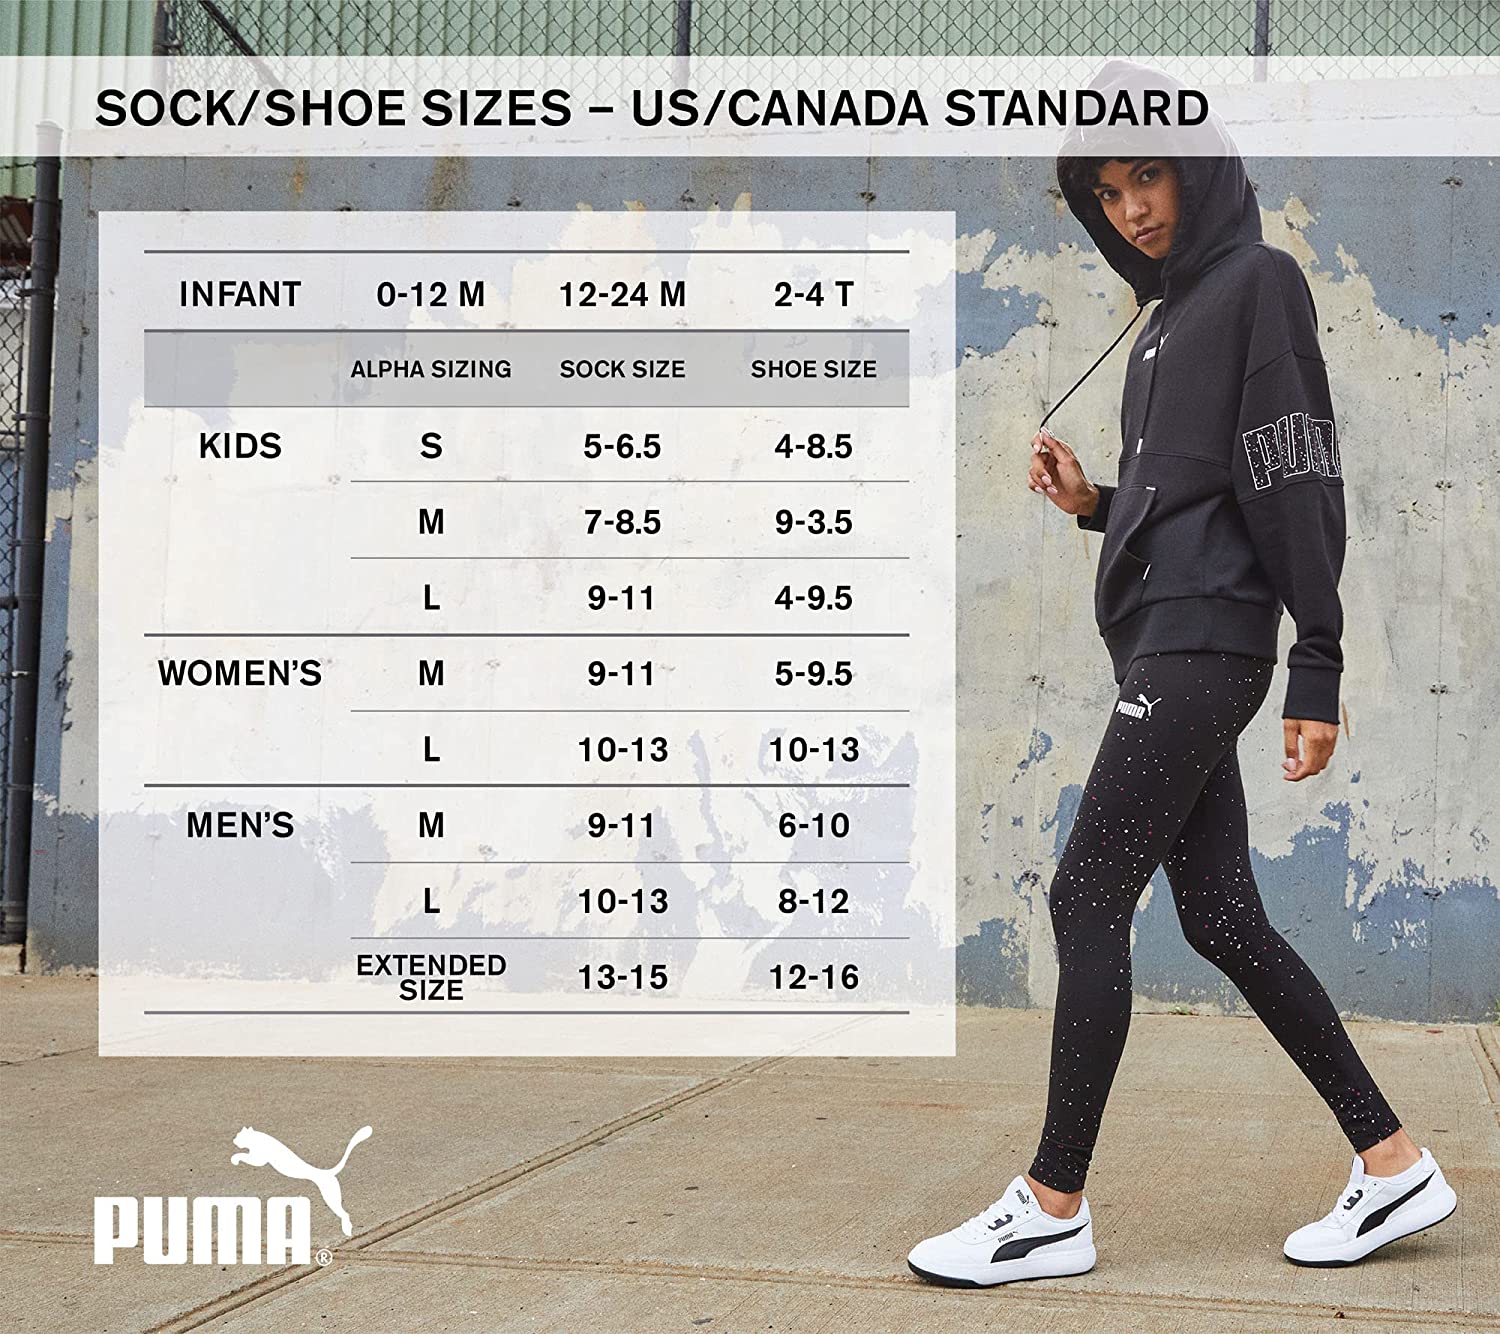 SOCK/SHOE SIZES – US/CANADA STANDARD
INFANT 0-12 M 12-24 M 2-4 T
ALPHA SIZING SOCK SIZE SHOE SIZE
KIDS S 5-6.5 4-8.5
M 7-8.5 9-3.5
L 9-11 4-9.5
WOMEN'S M 9-11 5-9.5
L 10-13 10-13
MEN'S M 9-11 6-10
L 10-13 8-12
EXTENDED
SIZE 13-15 12-16
PUMA
PUMA
PUMA
PUMA
PUMA®